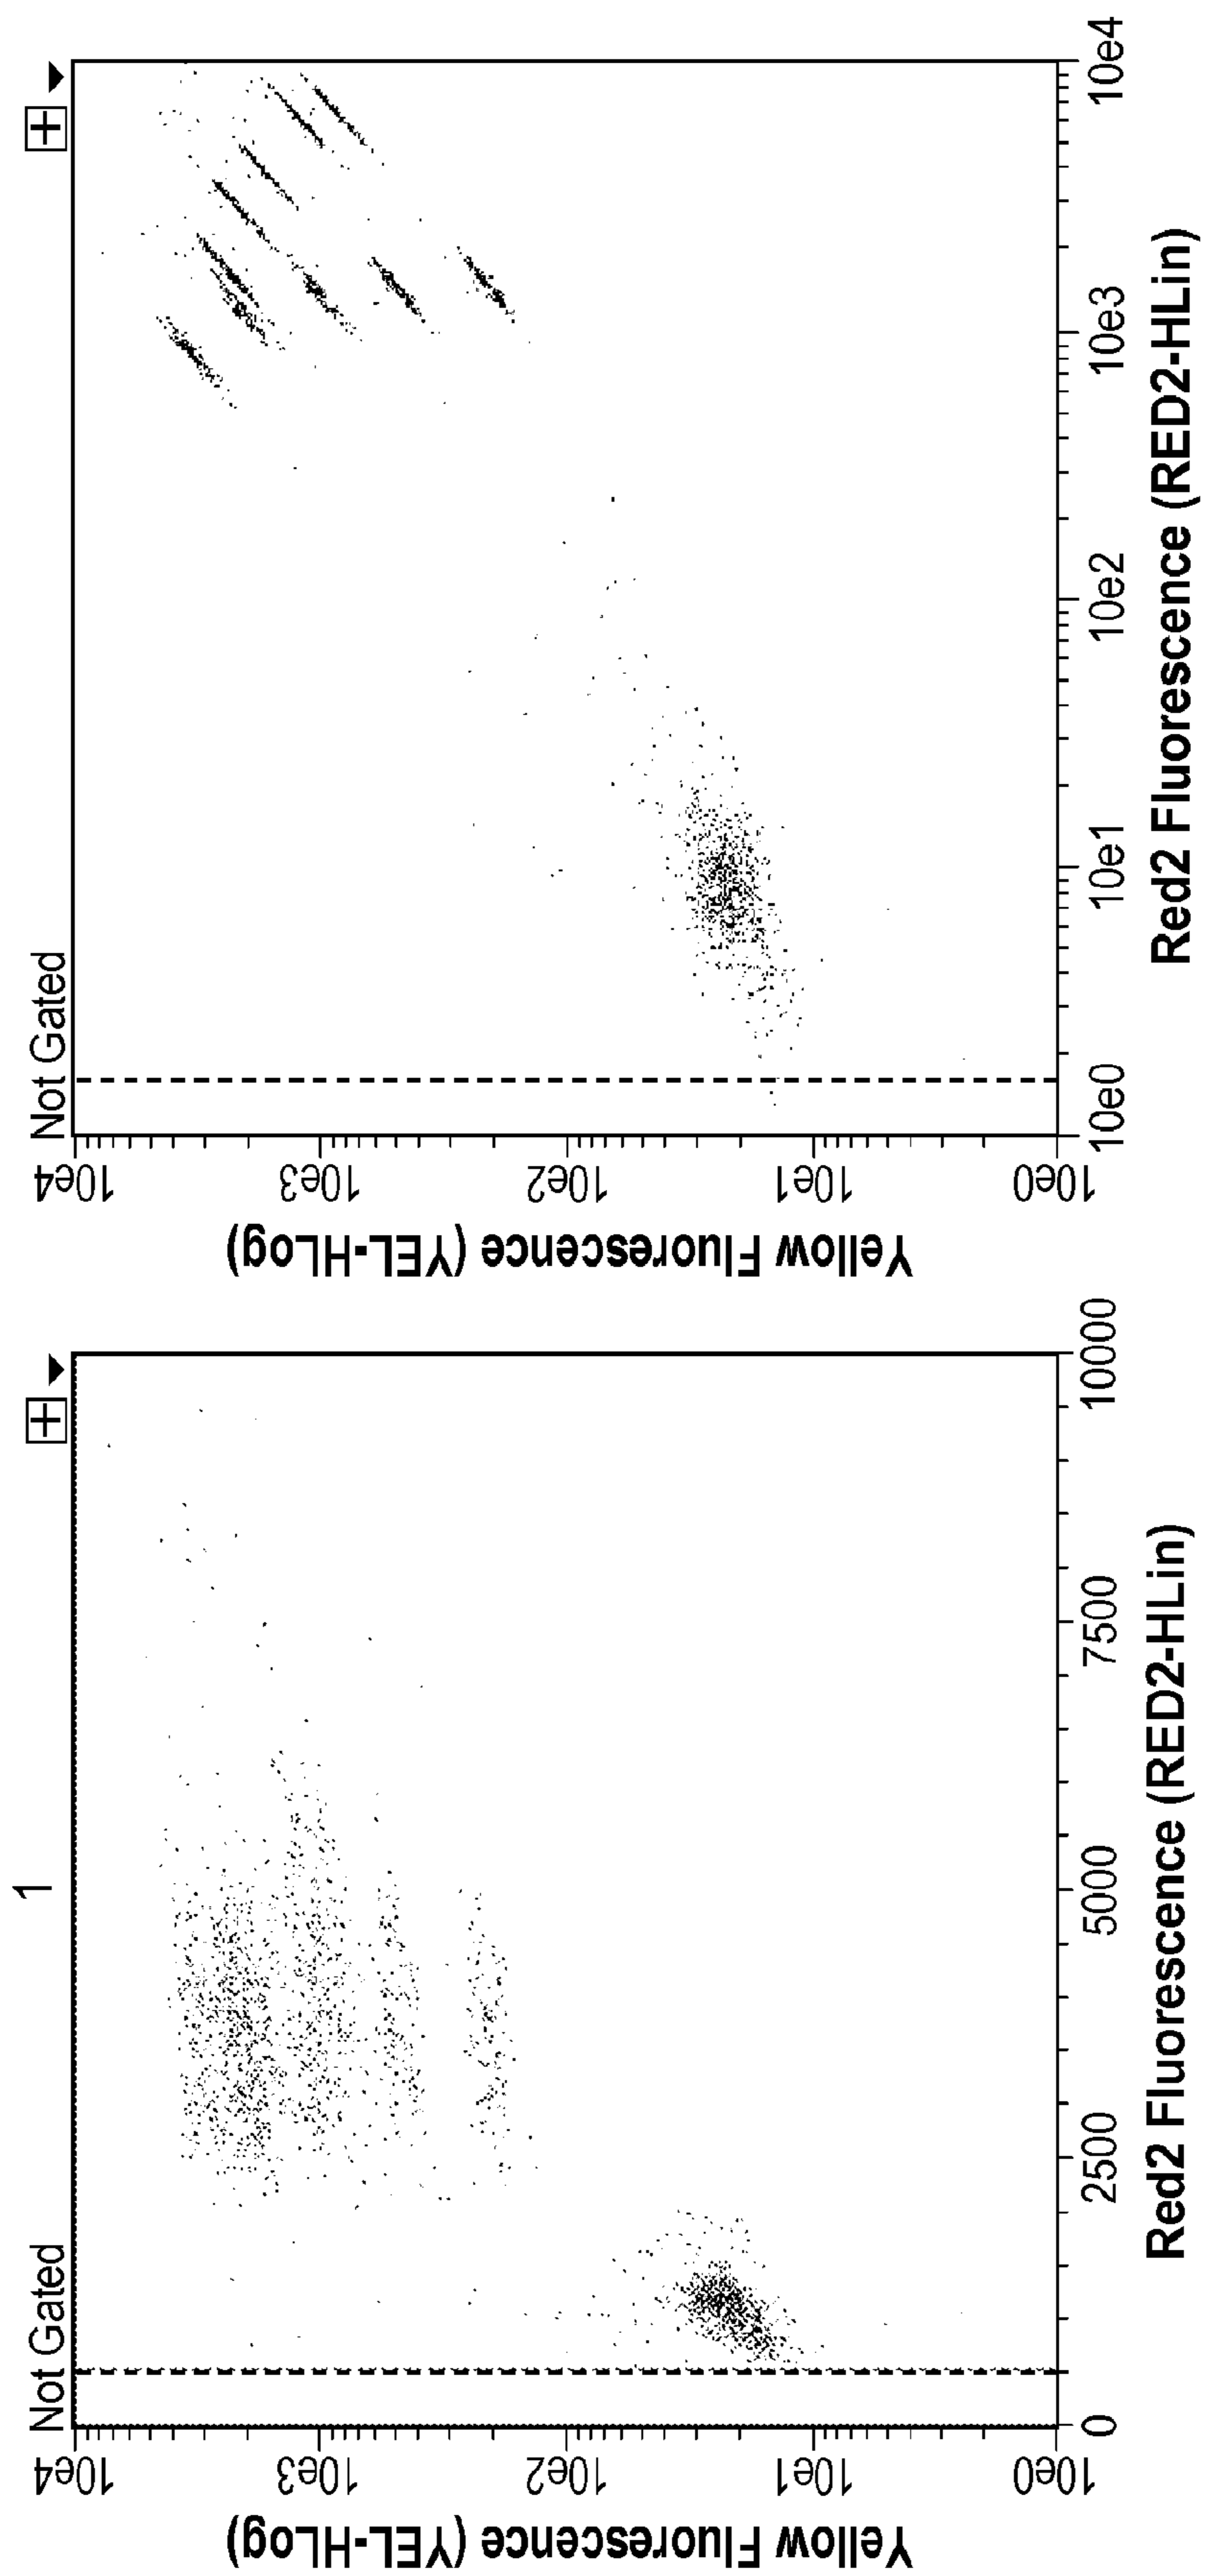 1
Not Gated
10e4
10e3
10e2
10e1
10e0
Yellow Fluorescence (YEL-HLog)
0
2500
5000
7500
10000
Red2 Fluorescence (RED2-HLin)
Not Gated
10e4
10e3
10e2
10e1
10e0
Yellow Fluorescence (YEL-HLog)
10e0
10e1
10e2
10e3
10e4
Red2 Fluorescence (RED2-HLin)